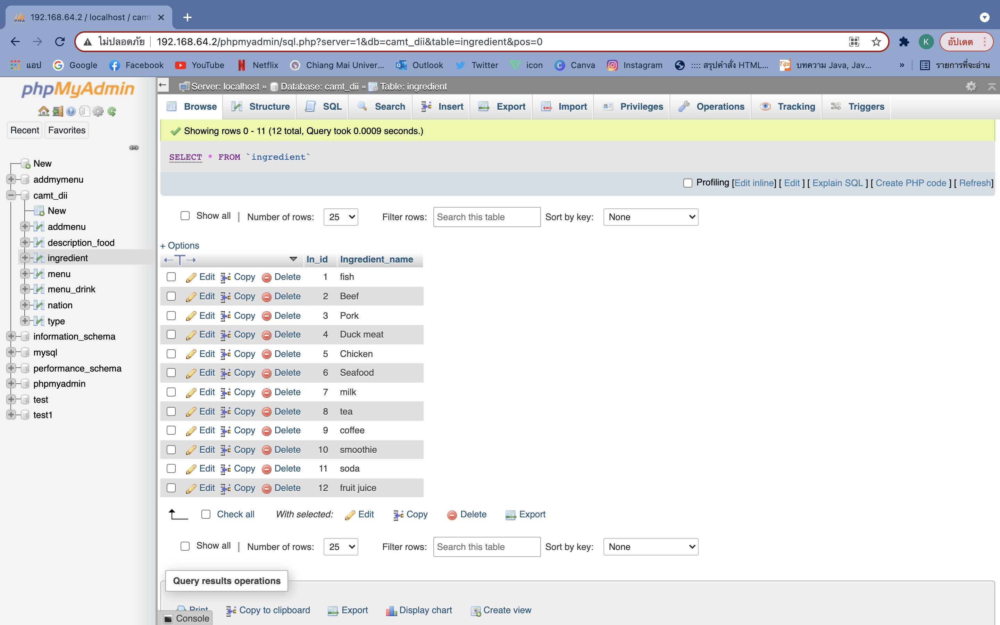 192.168.64.2 / localhost / camt
ไม่ปลอดภัย 192.168.64.2/phpmyadmin/sql.php?server=1&db=camt_dii&table=ingredient&pos=0 K อัปเดต
แอป Google Facebook YouTube Netflix Chiang Mai Univer... Outlook Twitter icon Canva Instagram :::: สรุปคำสั่ง HTML... Tips บทความ Java, Jav... » รายการที่จะอ่าน
phpMyAdmin
Recent Favorites
New
addmymenu
camt_dii
New
addmenu
description_food
ingredient
menu
menu_drink
nation
type
information_schema
mysql
performance_schema
phpmyadmin
test
test1
Server: localhost » Database: camt_dii » Table: ingredient
Browse Structure SQL Search Insert Export Import Privileges Operations Tracking Triggers
Showing rows 0 - 11 (12 total, Query took 0.0009 seconds.)
SELECT * FROM `ingredient`
Profiling [Edit inline] [ Edit ] [ Explain SQL ] [ Create PHP code ] [ Refresh]
Show all | Number of rows: 25 Filter rows: Search this table Sort by key: None
+ Options
←T→ In_id Ingredient_name
Edit Copy Delete 1 fish
Edit Copy Delete 2 Beef
Edit Copy Delete 3 Pork
Edit Copy Delete 4 Duck meat
Edit Copy Delete 5 Chicken
Edit Copy Delete 6 Seafood
Edit Copy Delete 7 milk
Edit Copy Delete 8 tea
Edit Copy Delete 9 coffee
Edit Copy Delete 10 smoothie
Edit Copy Delete 11 soda
Edit Copy Delete 12 fruit juice
Check all With selected: Edit Copy Delete Export
Show all | Number of rows: 25 Filter rows: Search this table Sort by key: None
Query results operations
Print Copy to clipboard Export Display chart Create view
Console